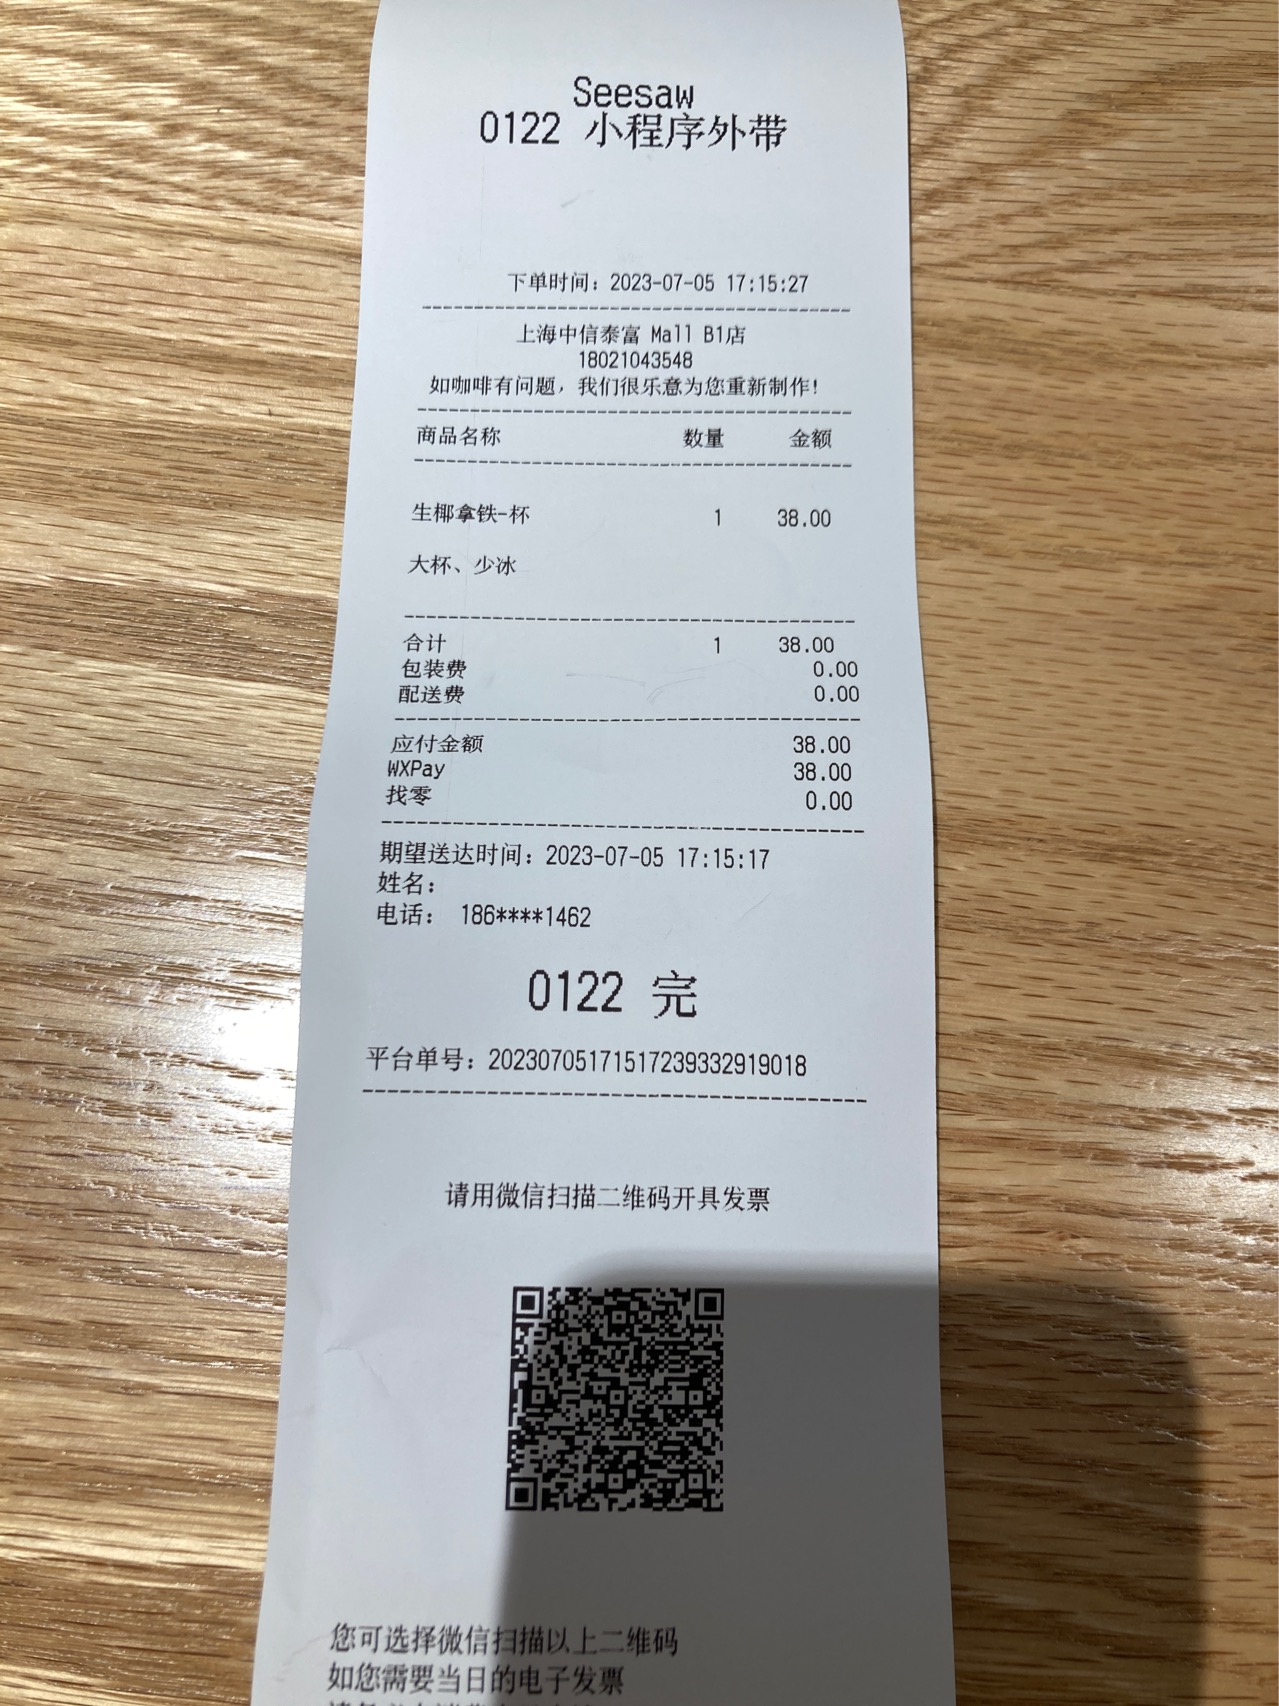 Seesaw
0122 小程序外带
下单时间：2023-07-05 17:15:27
上海中信泰富 Mall B1店
18021043548
如咖啡有问题，我们很乐意为您重新制作！
商品名称 数量 金额
生椰拿铁-杯 1 38.00
大杯、少冰
合计 1 38.00
包装费 0.00
配送费 0.00
应付金额 38.00
WXPay 38.00
找零 0.00
期望送达时间：2023-07-05 17:15:17
姓名：
电话： 186****1462
0122 完
平台单号：20230705171517239332919018
请用微信扫描二维码开具发票
您可选择微信扫描以上二维码
如您需要当日的电子发票